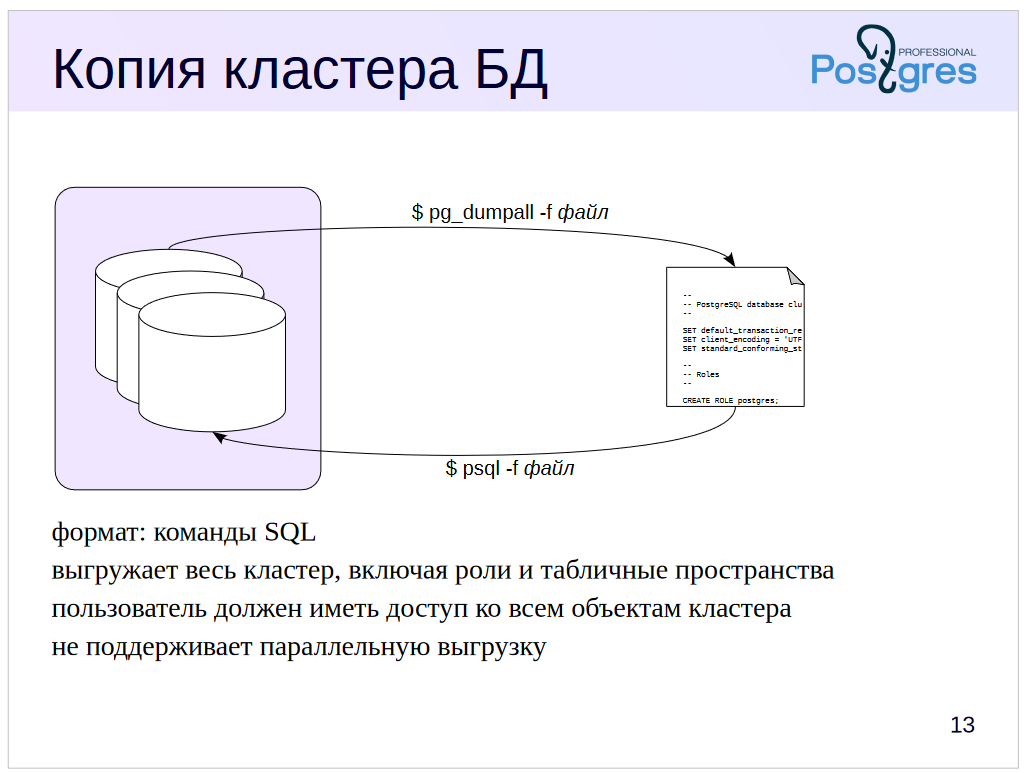 Копия кластера БД
PROFESSIONAL
Postgres
$ pg_dumpall -f файл
--
-- PostgreSQL database clu
--
SET default_transaction_re
SET client_encoding = 'UTF
SET standard_conforming_st
--
-- Roles
--
CREATE ROLE postgres;
$ psql -f файл
формат: команды SQL
выгружает весь кластер, включая роли и табличные пространства
пользователь должен иметь доступ ко всем объектам кластера
не поддерживает параллельную выгрузку
13